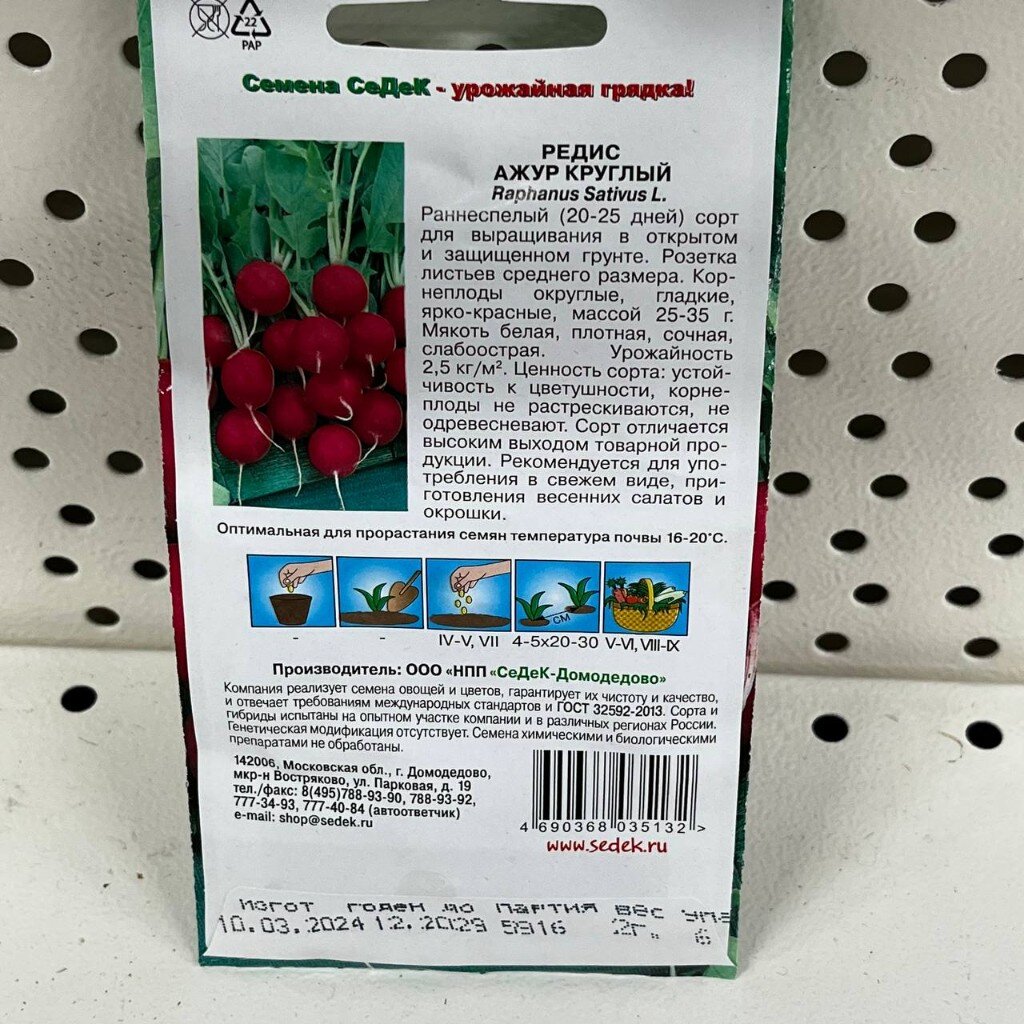 22
PAP
Семена СеДеК - урожайная грядка!
РЕДИС
АЖУР КРУГЛЫЙ
Raphanus Sativus L.
Раннеспелый (20-25 дней) сорт
для выращивания в открытом
и защищенном грунте. Розетка
листьев среднего размера. Кор-
неплоды округлые, гладкие,
ярко-красные, массой 25-35 г.
Мякоть белая, плотная, сочная,
слабоострая. Урожайность
2,5 кг/м². Ценность сорта: устой-
чивость к цветушности, корне-
плоды не растрескиваются, не
одревесневают. Сорт отличается
высоким выходом товарной про-
дукции. Рекомендуется для упо-
требления в свежем виде, при-
готовления весенних салатов и
окрошки.
Оптимальная для прорастания семян температура почвы 16-20°С.
СМ
- - IV-V, VII 4-5х20-30 V-VI, VIII-IX
Производитель: ООО «НПП «СеДеК-Домодедово»
Компания реализует семена овощей и цветов, гарантирует их чистоту и качество,
и отвечает требованиям международных стандартов и ГОСТ 32592-2013. Сорта и
гибриды испытаны на опытном участке компании и в различных регионах России.
Генетическая модификация отсутствует. Семена химическими и биологическими
препаратами не обработаны.
142006, Московская обл., г. Домодедово,
мкр-н Востряково, ул. Парковая, д. 19
тел./факс: 8(495)788-93-90, 788-93-92,
777-34-93, 777-40-84 (автоответчик)
e-mail: shop@sedek.ru
4 690368 035132 >
www.sedek.ru
Изгот годен до партия вес упа
10.03.2024 12.2029 5916 2г. 6